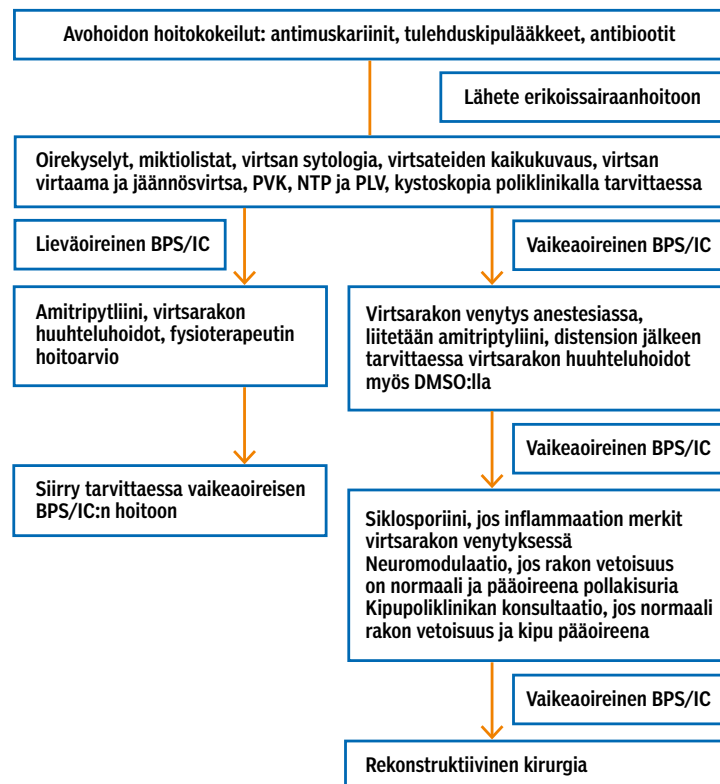 Avohoidon hoitokokeilut: antimuskariinit, tulehduskipulääkkeet, antibiootit
Lähete erikoissairaanhoitoon
Oirekyselyt, miktiolistat, virtsan sytologia, virtsateiden kaikukuvaus, virtsan
virtaama ja jäännösvirtsa, PVK, NTP ja PLV, kystoskopia poliklinikalla tarvittaessa
Lieväoireinen BPS/IC
Vaikeaoireinen BPS/IC
Amitripytliini, virtsarakon
huuhteluhoidot, fysioterapeutin
hoitoarvio
Virtsarakon venytys anestesiassa,
liitetään amitriptyliini, distension jälkeen
tarvittaessa virtsarakon huuhteluhoidot
myös DMSO:lla
Vaikeaoireinen BPS/IC
Siirry tarvittaessa vaikeaoireisen
BPS/IC:n hoitoon
Siklosporiini, jos inflammaation merkit
virtsarakon venytyksessä
Neuromodulaatio, jos rakon vetoisuus
on normaali ja pääoireena pollakisuria
Kipupoliklinikan konsultaatio, jos normaali
rakon vetoisuus ja kipu pääoireena
Vaikeaoireinen BPS/IC
Rekonstruktiivinen kirurgia